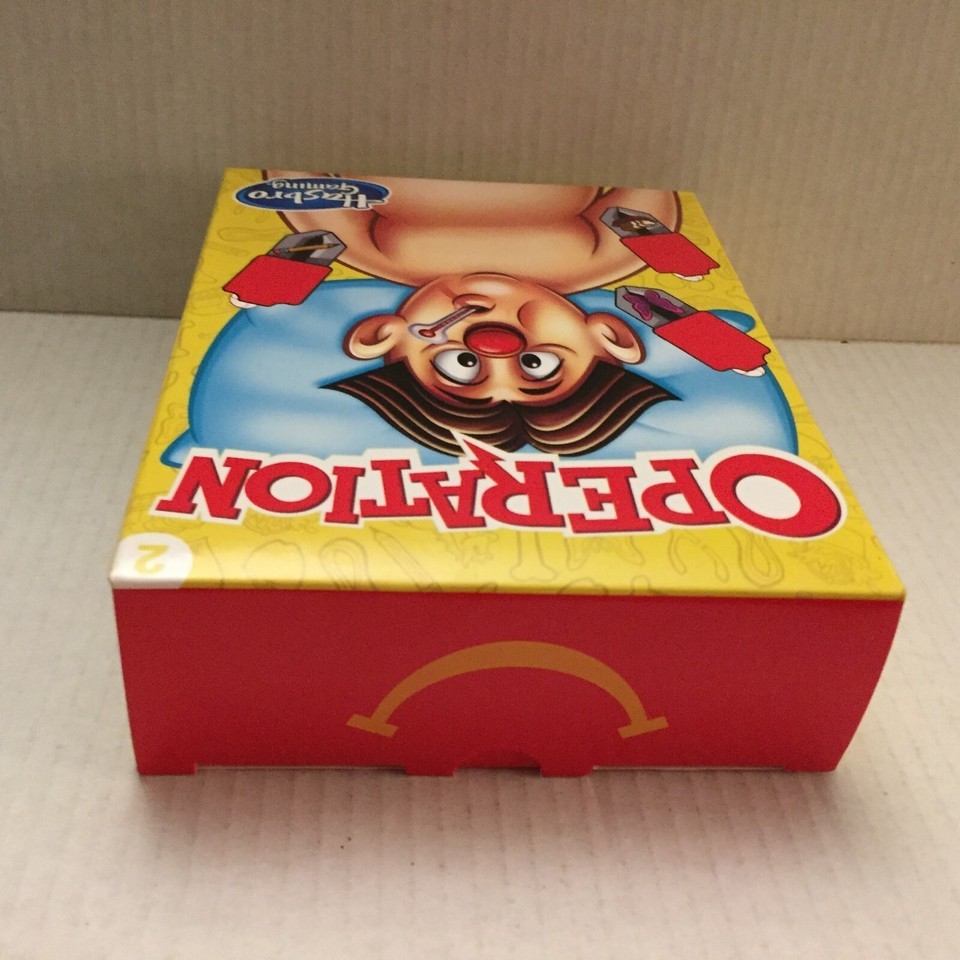 2
OPERATION
Hasbro
Gaming